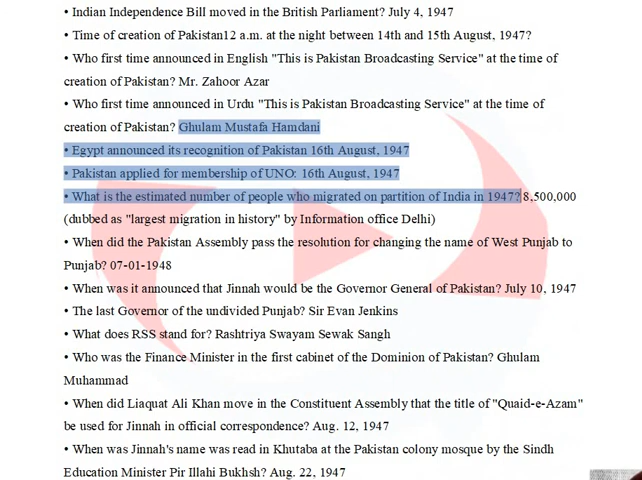 • Indian Independence Bill moved in the British Parliament? July 4, 1947
• Time of creation of Pakistan12 a.m. at the night between 14th and 15th August, 1947?
• Who first time announced in English "This is Pakistan Broadcasting Service" at the time of
creation of Pakistan? Mr. Zahoor Azar
• Who first time announced in Urdu "This is Pakistan Broadcasting Service" at the time of
creation of Pakistan? Ghulam Mustafa Hamdani
• Egypt announced its recognition of Pakistan 16th August, 1947
• Pakistan applied for membership of UNO: 16th August, 1947
• What is the estimated number of people who migrated on partition of India in 1947? 8,500,000
(dubbed as "largest migration in history" by Information office Delhi)
• When did the Pakistan Assembly pass the resolution for changing the name of West Punjab to
Punjab? 07-01-1948
• When was it announced that Jinnah would be the Governor General of Pakistan? July 10, 1947
• The last Governor of the undivided Punjab? Sir Evan Jenkins
• What does RSS stand for? Rashtriya Swayam Sewak Sangh
• Who was the Finance Minister in the first cabinet of the Dominion of Pakistan? Ghulam
Muhammad
• When did Liaquat Ali Khan move in the Constituent Assembly that the title of "Quaid-e-Azam"
be used for Jinnah in official correspondence? Aug. 12, 1947
• When was Jinnah's name was read in Khutaba at the Pakistan colony mosque by the Sindh
Education Minister Pir Illahi Bukhsh? Aug. 22, 1947